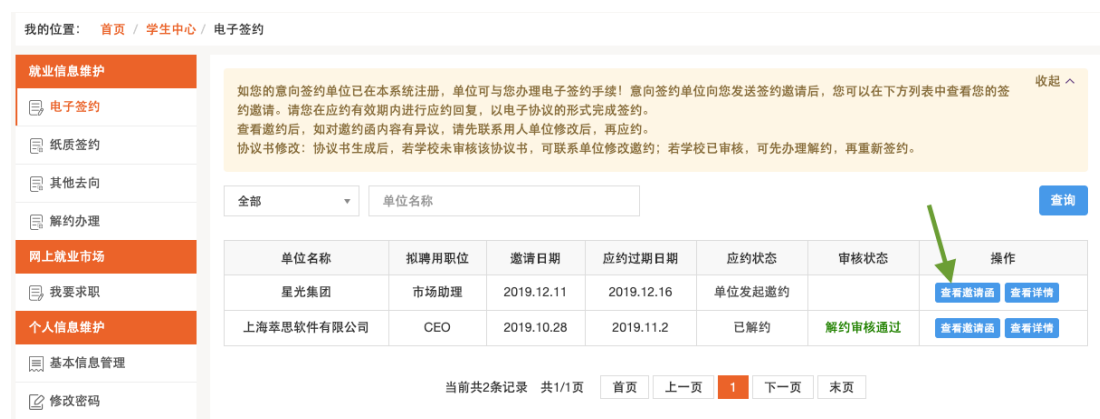 我的位置： 首页 / 学生中心 / 电子签约
就业信息维护
电子签约
纸质签约
其他去向
解约办理
网上就业市场
我要求职
个人信息维护
基本信息管理
修改密码
收起
如您的意向签约单位已在本系统注册，单位可与您办理电子签约手续！意向签约单位向您发送签约邀请后，您可以在下方列表中查看您的签
约邀请。请您在应约有效期内进行应约回复，以电子协议的形式完成签约。
查看邀约后，如对邀约函内容有异议，请先联系用人单位修改后，再应约。
协议书修改：协议书生成后，若学校未审核该协议书，可联系单位修改邀约；若学校已审核，可先办理解约，再重新签约。
全部 单位名称 查询
单位名称 拟聘用职位 邀请日期 应约过期日期 应约状态 审核状态 操作
星光集团 市场助理 2019.12.11 2019.12.16 单位发起邀约 查看邀请函 查看详情
上海萃思软件有限公司 CEO 2019.10.28 2019.11.2 已解约 解约审核通过 查看邀请函 查看详情
当前共2条记录 共1/1页 首页 上一页 1 下一页 末页